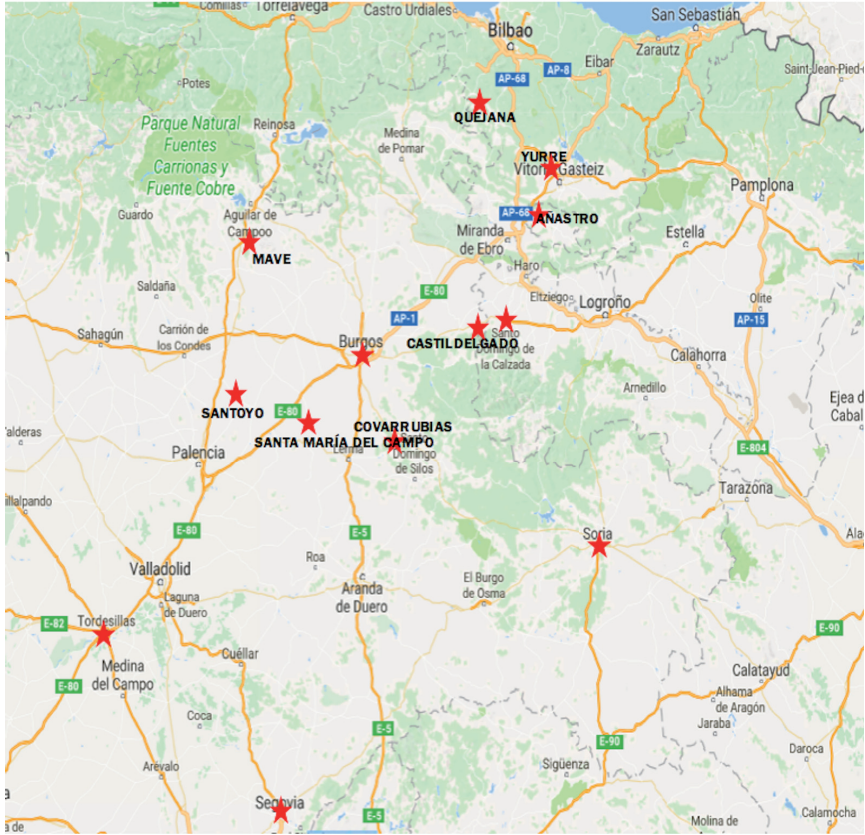 Comillas
Torrelavega
Castro Urdiales
San Sebastián
Bilbao
Zarautz
Eibar
AP-8
AP-68
Saint-Jean-Pied-
Potes
QUEJANA
Parque Natural
Fuentes
Carrionas y
Fuente Cobre
Reinosa
Medina
de Pomar
YURRE
Vitoria-Gasteiz
Pamplona
Guardo
Aguilar de
Campoo
AP-68
AÑASTRO
Miranda
de Ebro
Estella
MAVE
Haro
Saldaña
E-80
Eltziego
Logroño
Olite
AP-1
AP-15
Sahagún
Carrión de
los Condes
Burgos
CASTILDELGADO
Santo
Domingo de
la Calzada
Calahorra
Arnedillo
Ejea d
Cabal
SANTOYO
E-80
COVARRUBIAS
SANTA MARÍA DEL CAMPO
alderas
Palencia
Lerma
Santo
Domingo
de Silos
E-804
Tarazona
illalpando
E-80
E-5
Soria
Alag
Roa
Valladolid
El Burgo
de Osma
Aranda
de Duero
Laguna
de Duero
E-82
Tordesillas
E-90
Cuéllar
Medina
del Campo
E-80
Calatayud
Alhama
de Aragón
Coca
Jaraba
E-5
E-90
Daroca
Arévalo
Sigüenza
a
Segovia
E-5
Calamocha
a de
Molina de